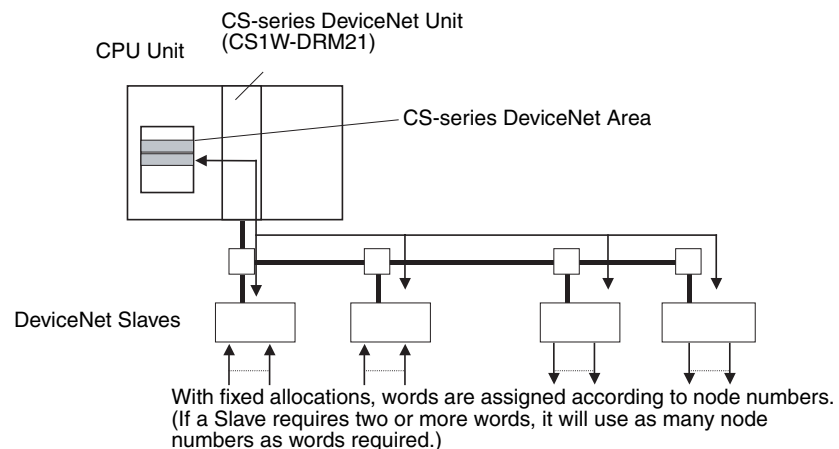 CS-series DeviceNet Unit
(CS1W-DRM21)
CPU Unit
CS-series DeviceNet Area
DeviceNet Slaves
With fixed allocations, words are assigned according to node numbers.
(If a Slave requires two or more words, it will use as many node
numbers as words required.)